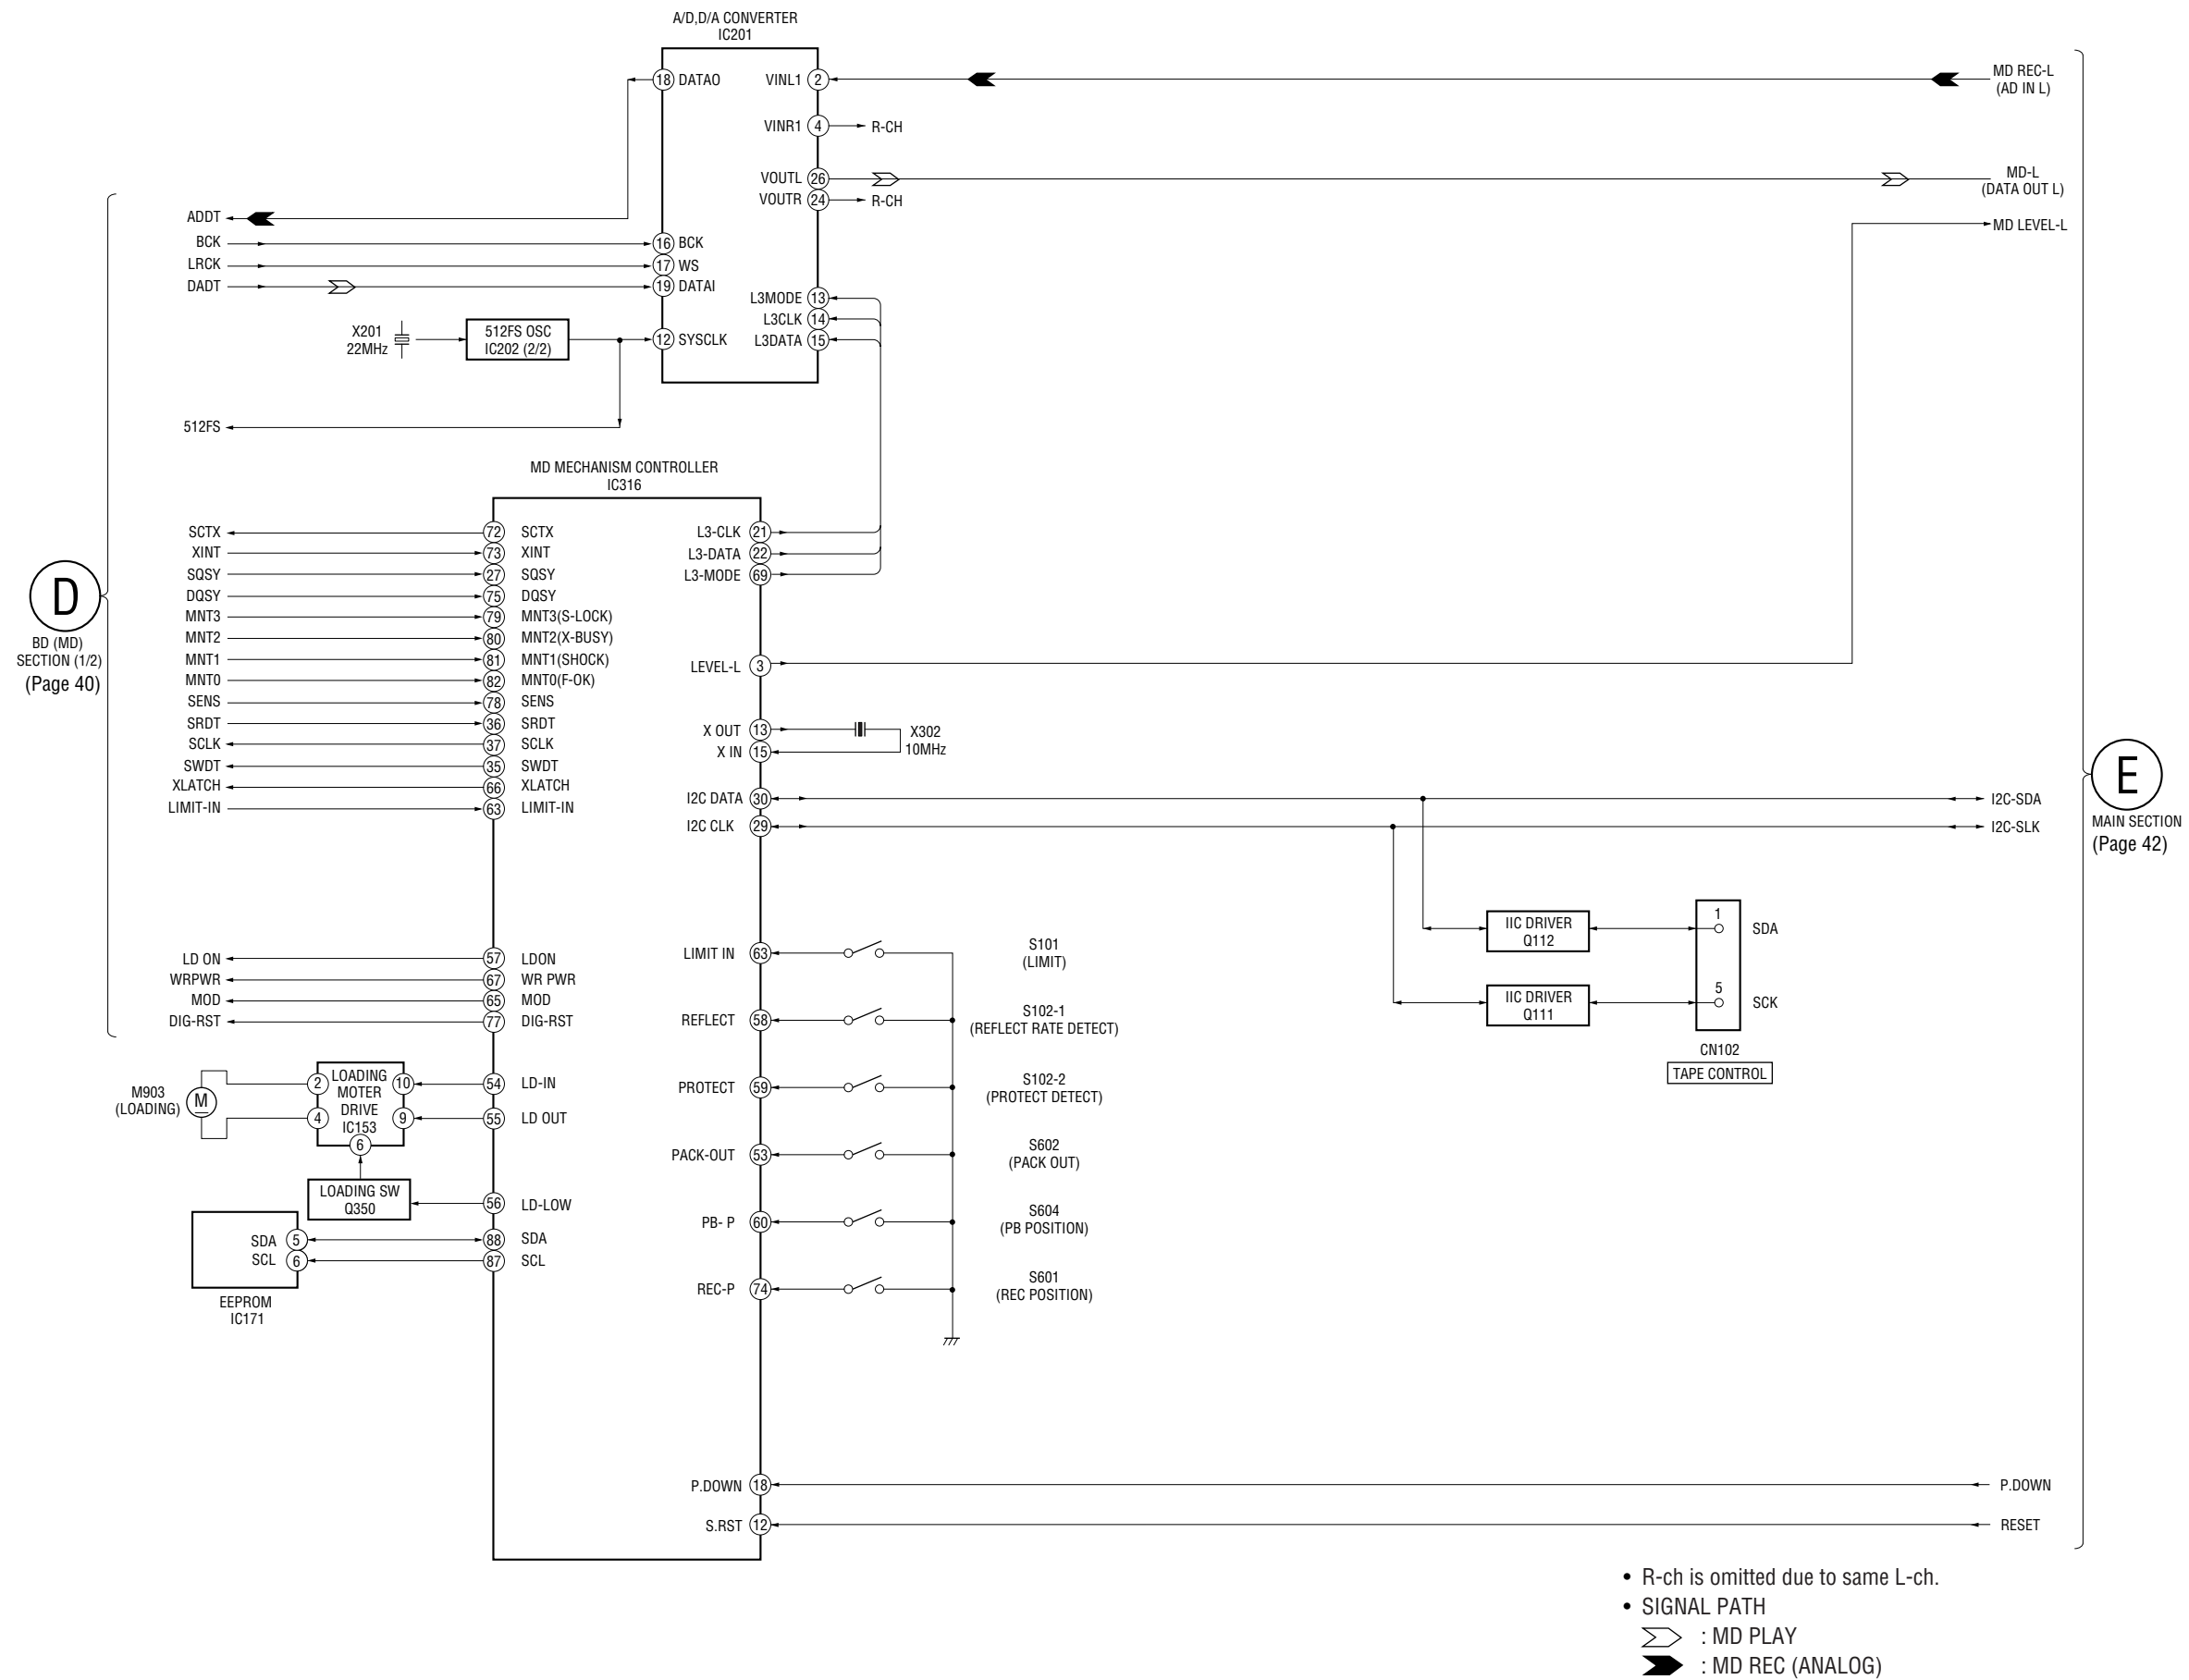 A/D,D/A CONVERTER
IC201
18 DATAO
VINL1 2
MD REC-L
(AD IN L)
VINR1 4 R-CH
VOUTL 26
MD-L
(DATA OUT L)
VOUTR 24 R-CH
ADDT
MD LEVEL-L
BCK
16 BCK
LRCK
17 WS
DADT
19 DATAI
L3MODE 13
L3CLK 14
L3DATA 15
X201
22MHz
512FS OSC
IC202 (2/2)
12 SYSCLK
512FS
MD MECHANISM CONTROLLER
IC316
SCTX 72 SCTX
XINT 73 XINT
SQSY 27 SQSY
DQSY 75 DQSY
MNT3 79 MNT3(S-LOCK)
MNT2 80 MNT2(X-BUSY)
MNT1 81 MNT1(SHOCK)
MNT0 82 MNT0(F-OK)
SENS 78 SENS
SRDT 36 SRDT
SCLK 37 SCLK
SWDT 35 SWDT
XLATCH 66 XLATCH
LIMIT-IN 63 LIMIT-IN
D
BD (MD)
SECTION (1/2)
(Page 40)
L3-CLK 21
L3-DATA 22
L3-MODE 69
LEVEL-L 3
X OUT 13
X IN 15
X302
10MHz
I2C DATA 30
I2C-SDA
I2C CLK 29
I2C-SLK
E
MAIN SECTION
(Page 42)
IIC DRIVER
Q112
1
SDA
IIC DRIVER
Q111
5
SCK
CN102
TAPE CONTROL
LD ON 57 LDON
WRPWR 67 WR PWR
MOD 65 MOD
DIG-RST 77 DIG-RST
LIMIT IN 63
S101
(LIMIT)
REFLECT 58
S102-1
(REFLECT RATE DETECT)
PROTECT 59
S102-2
(PROTECT DETECT)
PACK-OUT 53
S602
(PACK OUT)
PB- P 60
S604
(PB POSITION)
REC-P 74
S601
(REC POSITION)
M903
(LOADING)
M
2
4
LOADING
MOTER
DRIVE
IC153
10
9
6
54 LD-IN
55 LD OUT
LOADING SW
Q350
56 LD-LOW
SDA 5
88 SDA
SCL 6
87 SCL
EEPROM
IC171
P.DOWN 18
P.DOWN
S.RST 12
RESET
• R-ch is omitted due to same L-ch.
• SIGNAL PATH
: MD PLAY
: MD REC (ANALOG)